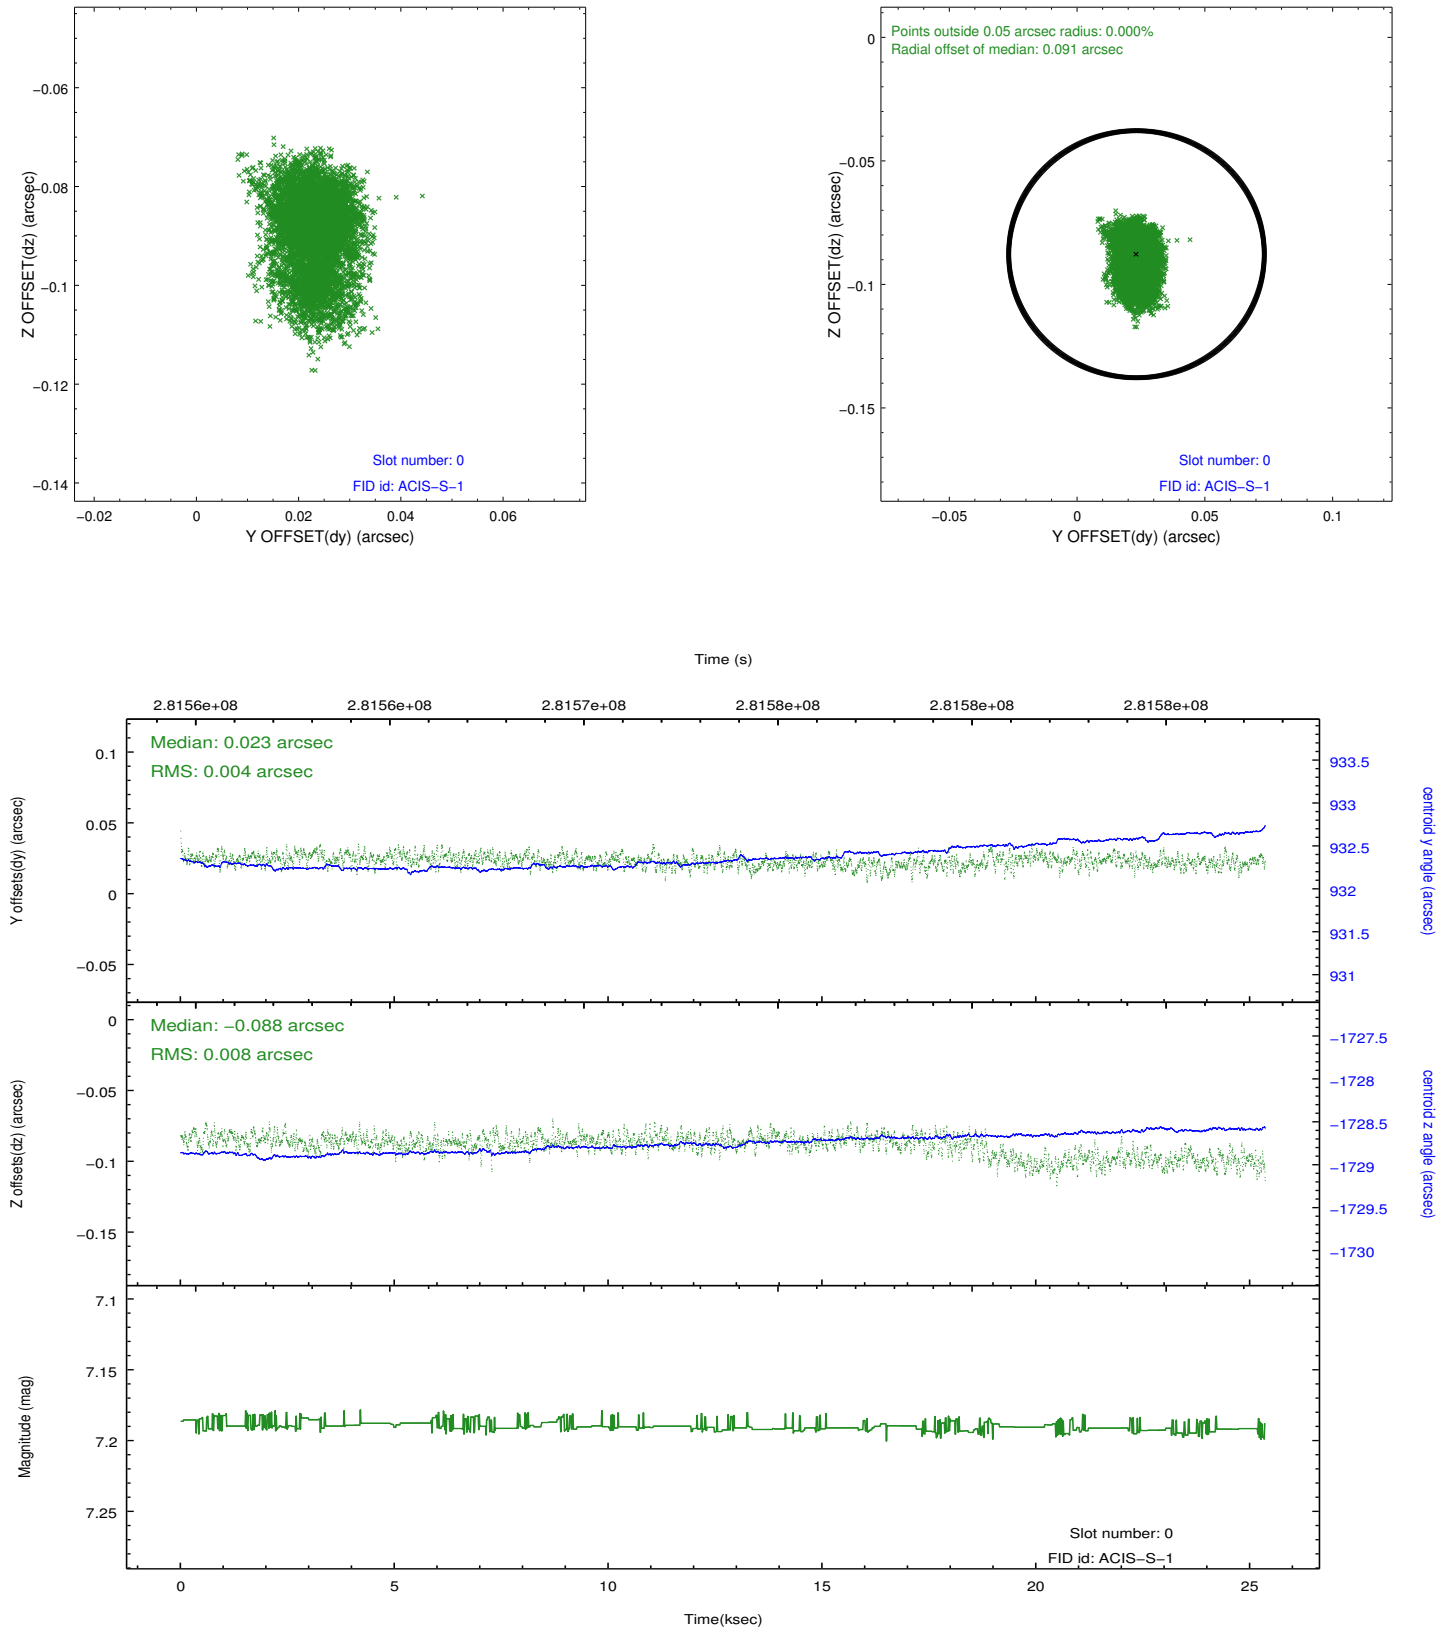 −0.06
−0.08
−0.1
−0.12
−0.14
Z OFFSET(dz) (arcsec)
Slot number: 0
FID id: ACIS−S−1
−0.02
0
0.02
0.04
0.06
Y OFFSET(dy) (arcsec)
Points outside 0.05 arcsec radius: 0.000%
Radial offset of median: 0.091 arcsec
0
−0.05
−0.1
−0.15
Z OFFSET(dz) (arcsec)
Slot number: 0
FID id: ACIS−S−1
−0.05
0
0.05
0.1
Y OFFSET(dy) (arcsec)
Time (s)
2.8156e+08
2.8156e+08
2.8157e+08
2.8158e+08
2.8158e+08
2.8158e+08
Median: 0.023 arcsec
RMS: 0.004 arcsec
0.1
0.05
0
−0.05
Y offsets(dy) (arcsec)
933.5
933
932.5
932
931.5
931
centroid y angle (arcsec)
Median: −0.088 arcsec
RMS: 0.008 arcsec
0
−0.05
−0.1
−0.15
Z offsets(dz) (arcsec)
−1727.5
−1728
−1728.5
−1729
−1729.5
−1730
centroid z angle (arcsec)
7.1
7.15
7.2
7.25
Magnitude (mag)
Slot number: 0
FID id: ACIS−S−1
0
5
10
15
20
25
Time(ksec)